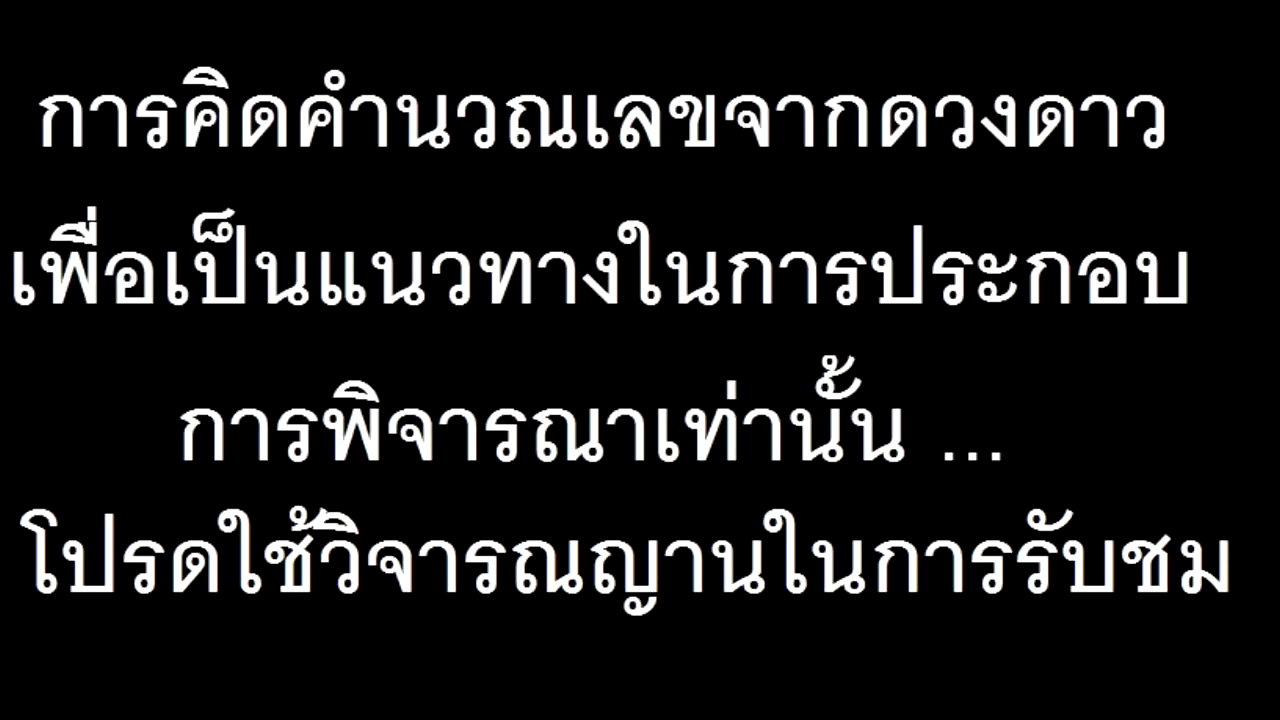 การคิดคำนวณเลขจากดวงดาว
เพื่อเป็นแนวทางในการประกอบ
การพิจารณาเท่านั้น ...
โปรดใช้วิจารณญานในการรับชม